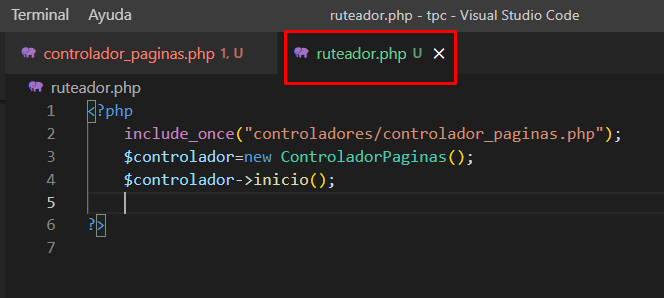 Terminal Ayuda ruteador.php - tpc - Visual Studio Code
controlador_paginas.php 1, U ruteador.php U ×
ruteador.php
1 <?php
2 include_once("controladores/controlador_paginas.php");
3 $controlador=new ControladorPaginas();
4 $controlador->inicio();
5
6 ?>
7